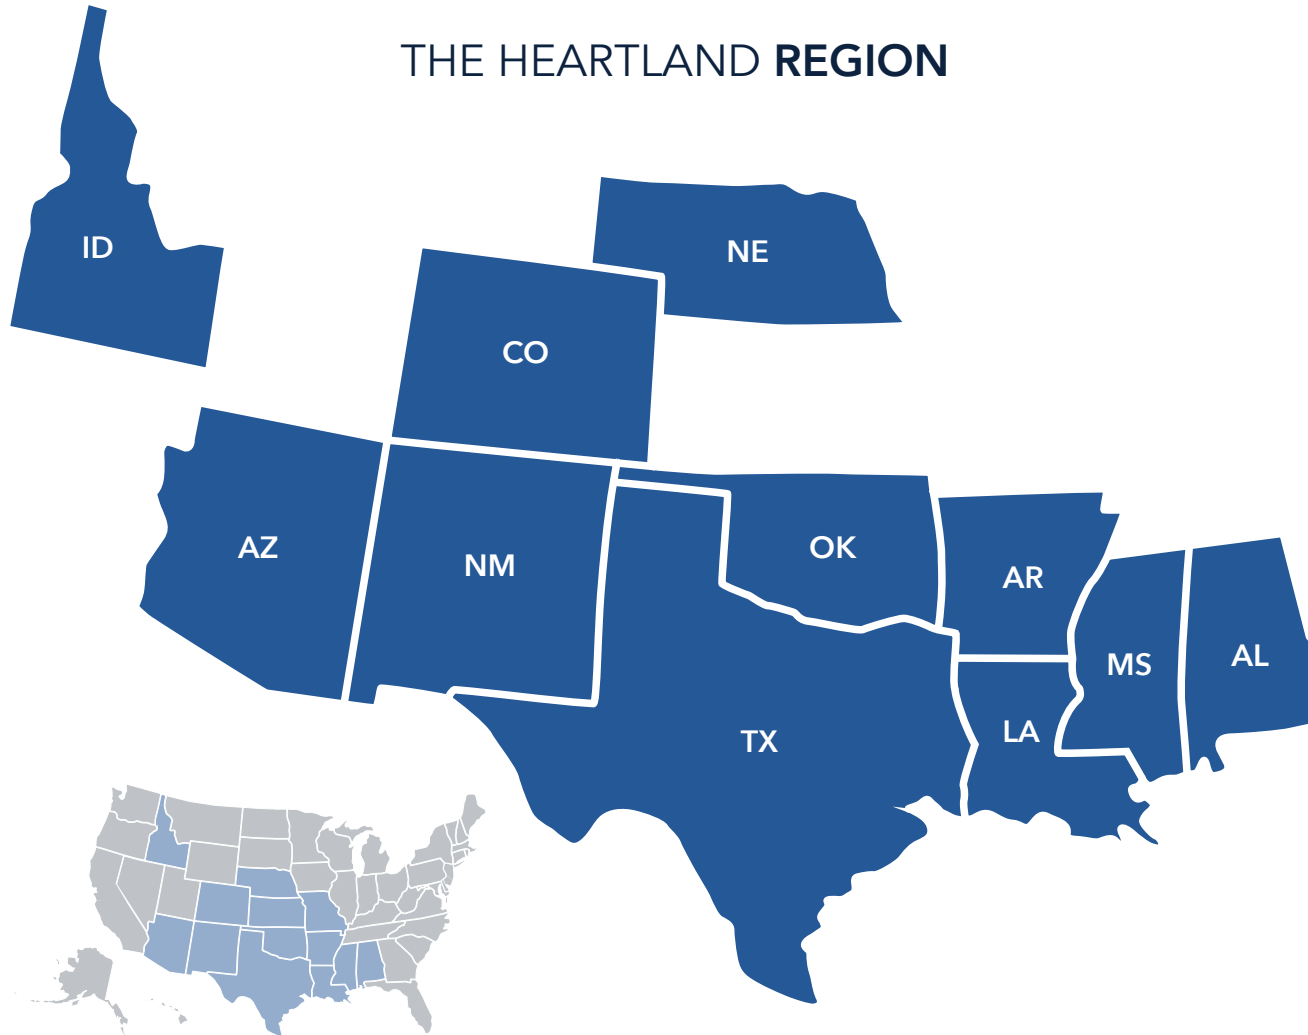 THE HEARTLAND REGION
ID
NE
CO
AZ
NM
OK
AR
MS
AL
LA
TX